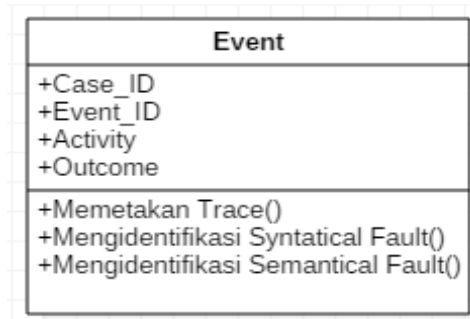 Event
+Case_ID
+Event_ID
+Activity
+Outcome
+Memetakan Trace()
+Mengidentifikasi Syntatical Fault()
+Mengidentifikasi Semantical Fault()